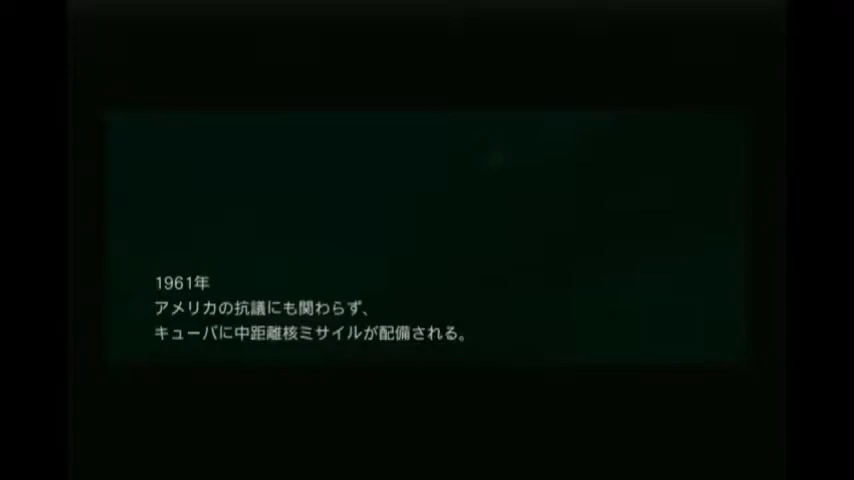 1961年
アメリカの抗議にも関わらず、
キューバに中距離核ミサイルが配備される。